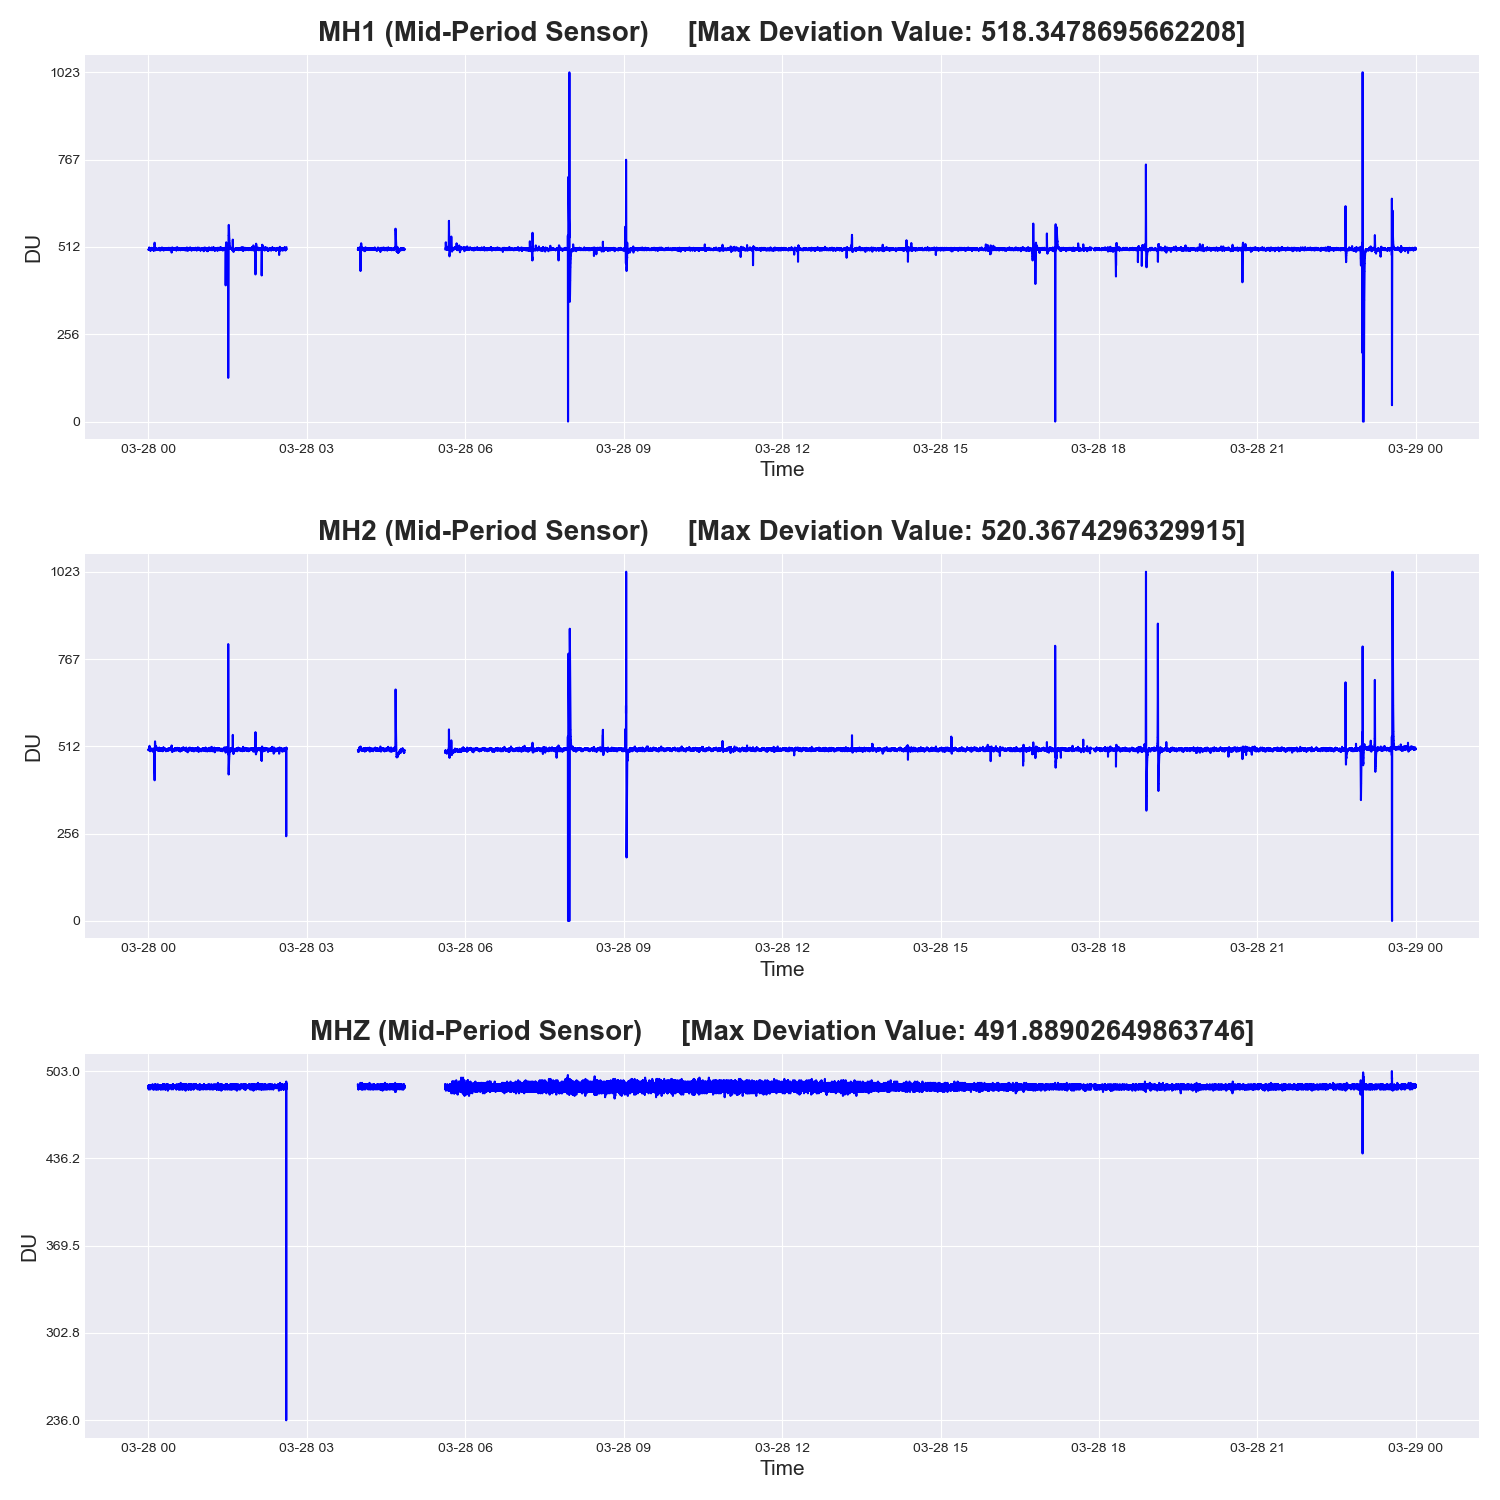 MH1 (Mid-Period Sensor) [Max Deviation Value: 518.3478695662208]
1023
767
512
256
0
DU
03-28 00 03-28 03 03-28 06 03-28 09 03-28 12 03-28 15 03-28 18 03-28 21 03-29 00
Time
MH2 (Mid-Period Sensor) [Max Deviation Value: 520.3674296329915]
1023
767
512
256
0
DU
03-28 00 03-28 03 03-28 06 03-28 09 03-28 12 03-28 15 03-28 18 03-28 21 03-29 00
Time
MHZ (Mid-Period Sensor) [Max Deviation Value: 491.88902649863746]
503.0
436.2
369.5
302.8
236.0
DU
03-28 00 03-28 03 03-28 06 03-28 09 03-28 12 03-28 15 03-28 18 03-28 21 03-29 00
Time